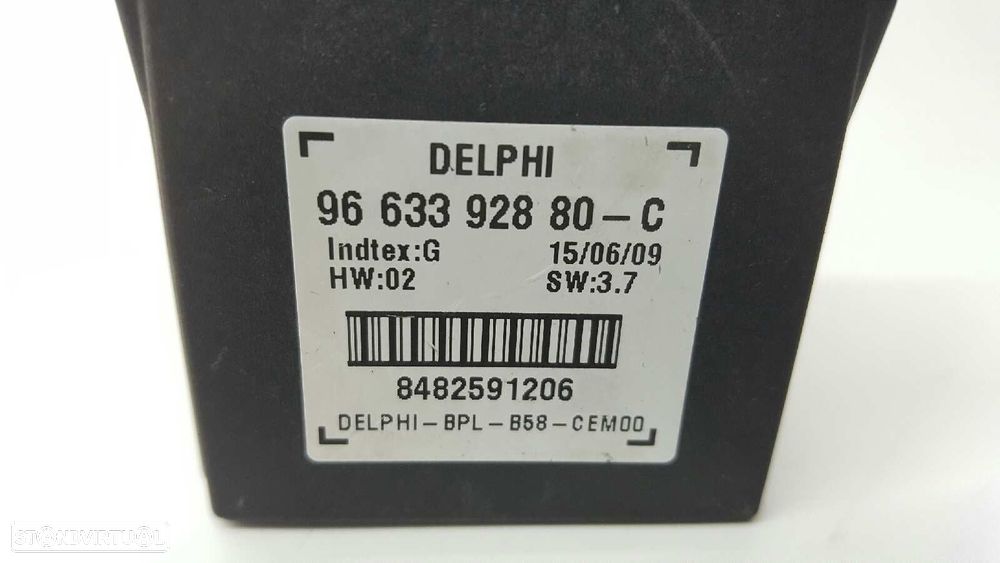 DELPHI
96 633 928 80-C
Indtex:G 15/06/09
HW:02 SW:3.7
8482591206
DELPHI-BPL-B58-CEM00
STANDVIRTUAL